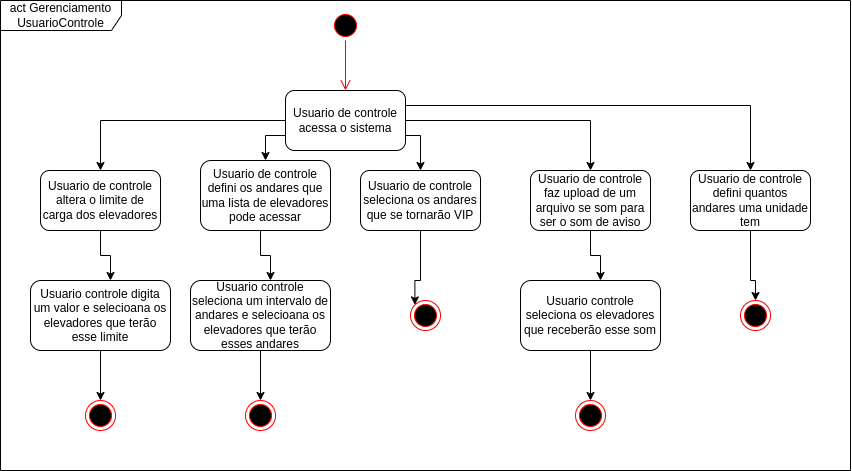 act Gerenciamento
UsuarioControle
Usuario de controle
acessa o sistema
Usuario de controle
altera o limite de
carga dos elevadores
Usuario de controle
defini os andares que
uma lista de elevadores
pode acessar
Usuario de controle
seleciona os andares
que se tornarão VIP
Usuario de controle
faz upload de um
arquivo se som para
ser o som de aviso
Usuario de controle
defini quantos
andares uma unidade
tem
Usuario controle digita
um valor e selecioana os
elevadores que terão
esse limite
Usuario controle
seleciona um intervalo de
andares e selecioana os
elevadores que terão
esses andares
Usuario controle
seleciona os elevadores
que receberão esse som